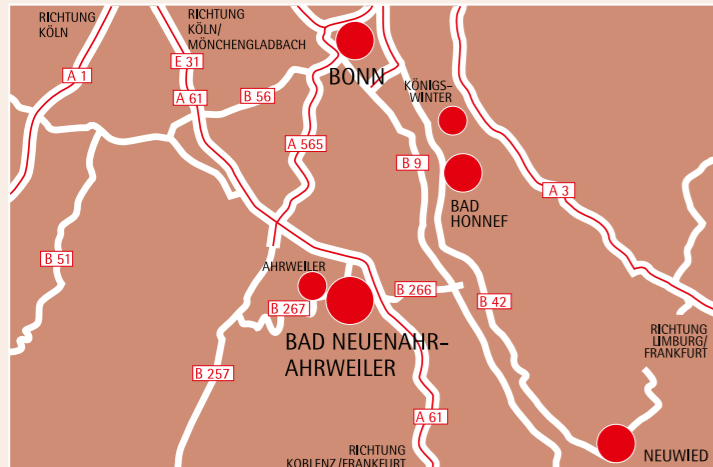 RICHTUNG
KÖLN
RICHTUNG
KÖLN/
MÖNCHENGLADBACH
E 31
A 1
A 61
B 56
BONN
KÖNIGS-
WINTER
A 565
B 9
BAD
HONNEF
A 3
B 51
AHRWEILER
B 266
B 267
B 42
BAD NEUENAHR-
AHRWEILER
RICHTUNG
LIMBURG/
FRANKFURT
B 257
A 61
RICHTUNG
KOBLENZ/FRANKFURT
NEUWIED